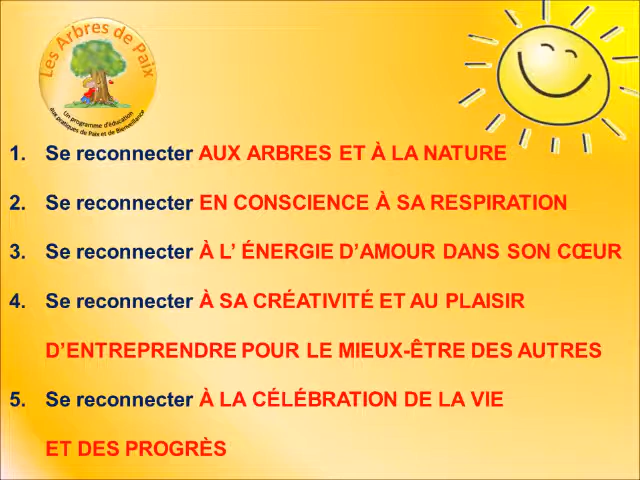 Les Arbres de Paix
Un programme d'éducation
aux pratiques de Paix et de Bienveillance
1. Se reconnecter AUX ARBRES ET À LA NATURE
2. Se reconnecter EN CONSCIENCE À SA RESPIRATION
3. Se reconnecter À L' ÉNERGIE D'AMOUR DANS SON CŒUR
4. Se reconnecter À SA CRÉATIVITÉ ET AU PLAISIR
D'ENTREPRENDRE POUR LE MIEUX-ÊTRE DES AUTRES
5. Se reconnecter À LA CÉLÉBRATION DE LA VIE
ET DES PROGRÈS